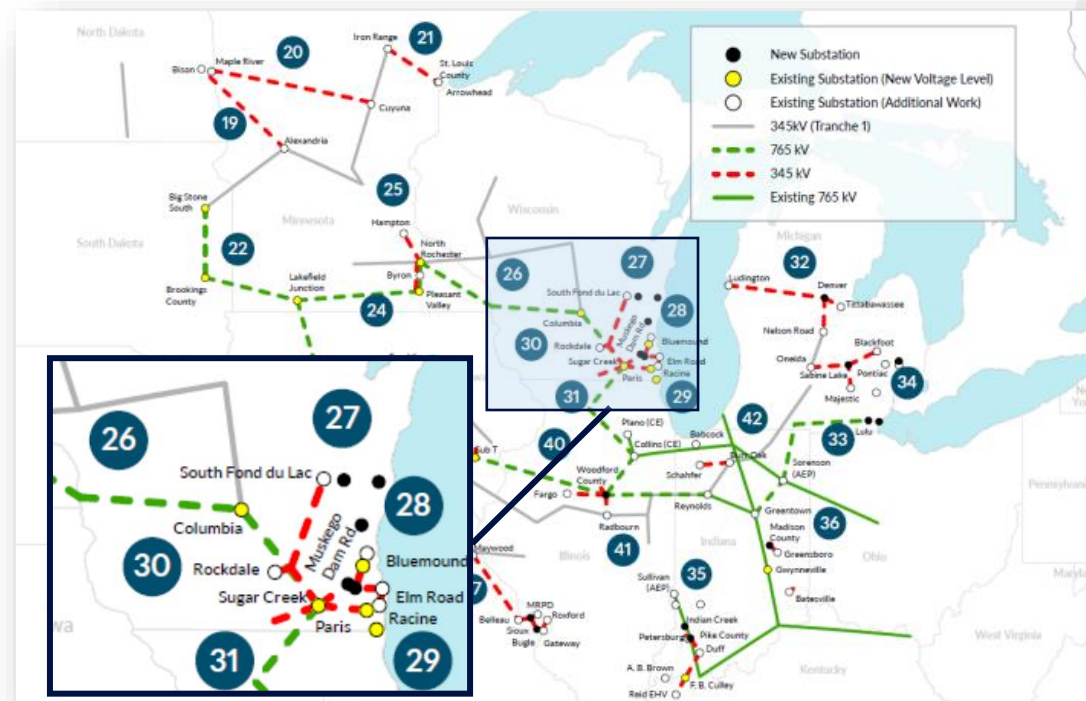 North Dakota
Iron Range
21
20
Maple River
Bison
St. Louis
County
Arrowhead
Cuyuna
19
Alexandria
New Substation
Existing Substation (New Voltage Level)
Existing Substation (Additional Work)
345kV (Tranche 1)
765 kV
345 kV
Existing 765 kV
25
Big Stone
South
Minnesota
Hampton
Wisconsin
South Dakota
22
North
Rochester
Byron
Brookings
County
Lakefield
Junction
24
Pleasant
Valley
26
27
South Fond du Lac
28
Columbia
Muskego
Dam Rd.
Bluemound
30
Rockdale
Sugar Creek
Elm Road
Racine
Paris
31
29
Michigan
32
Ludington
Denver
Tittabawassee
Nelson Road
Blackfoot
Oneida
Sabine Lake
Pontiac
34
Majestic
42
33
Lulu
Plano (CE)
Babcock
Collins (CE)
Burr Oak
40
Sub T
Woodford
County
Schahfer
Sorenson
(AEP)
Fargo
Reynolds
Greentown
Radbourn
36
Madison
County
Indiana
Greensboro
Ohio
Pennsylvania
Maywood
Illinois
41
Gwynneville
Sullivan
(AEP)
35
Batesville
MRPD
Roxford
Belleau
Sioux
Bugle
Gateway
Indian Creek
Petersburg
Pike County
Duff
A. B. Brown
F. B. Culley
Reid EHV
Kentucky
West Virginia
26
27
South Fond du Lac
28
Columbia
Muskego
Dam Rd.
Bluemound
30
Rockdale
Sugar Creek
Elm Road
Racine
Paris
31
29